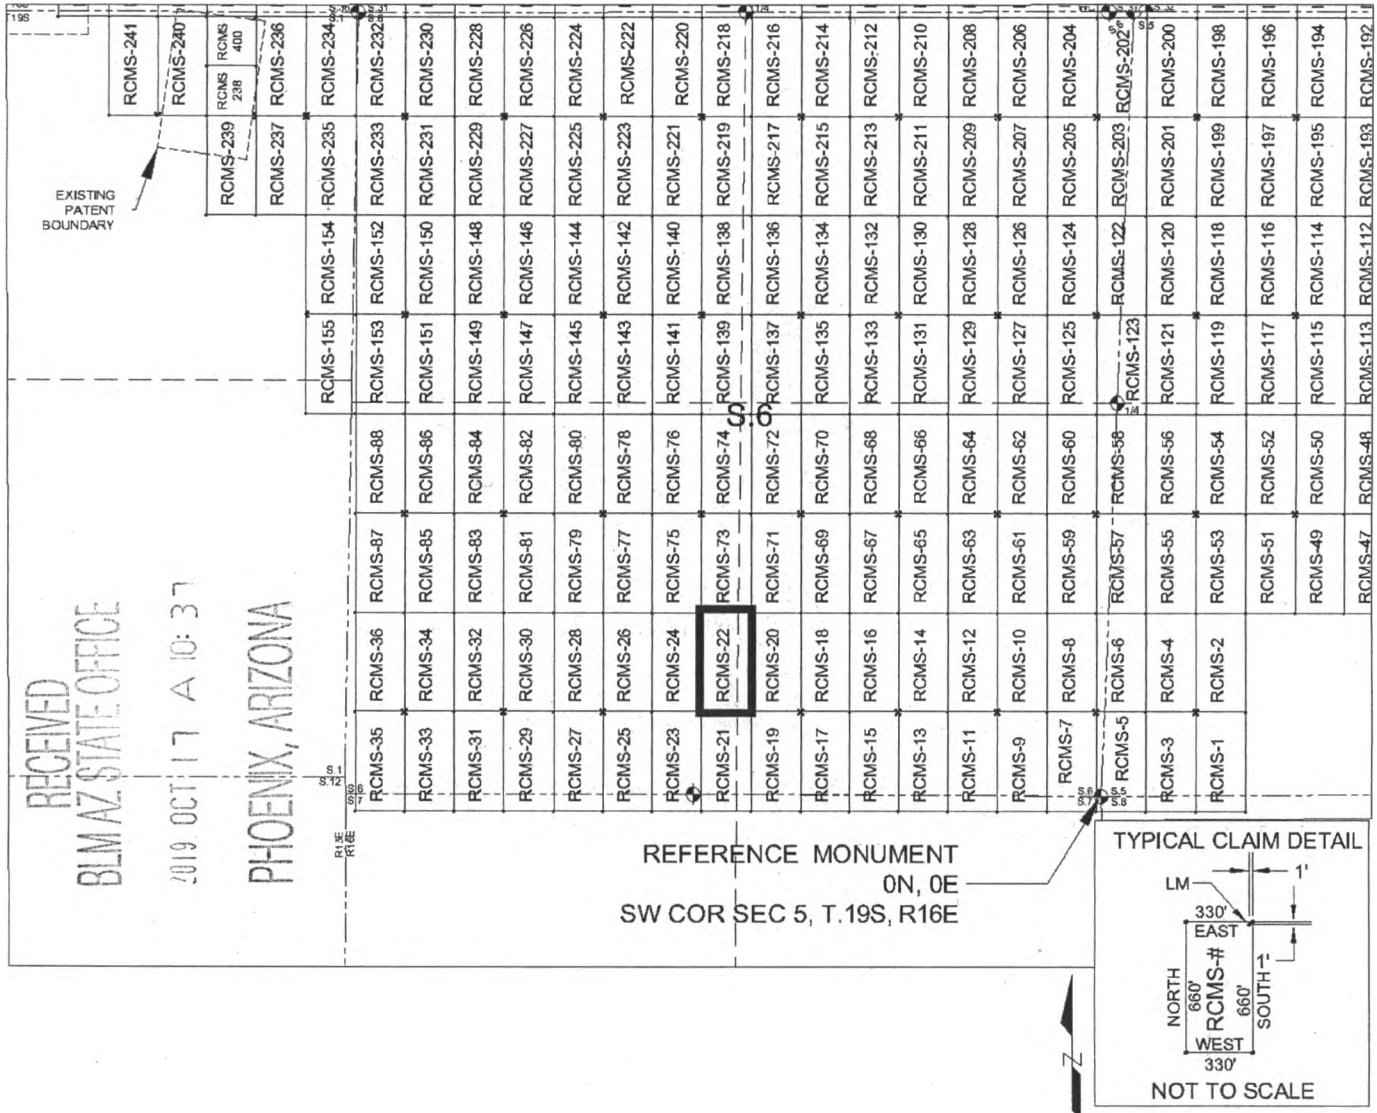 19S
S.1
S.31
S.6
1/4
S.6
S.5
S.32
RCMS-241
RCMS-240
RCMS 400
RCMS 238
RCMS-236
RCMS-234
RCMS-232
RCMS-230
RCMS-228
RCMS-226
RCMS-224
RCMS-222
RCMS-220
RCMS-218
RCMS-216
RCMS-214
RCMS-212
RCMS-210
RCMS-208
RCMS-206
RCMS-204
RCMS-202
RCMS-200
RCMS-198
RCMS-196
RCMS-194
RCMS-192
RCMS-239
RCMS-237
RCMS-235
RCMS-233
RCMS-231
RCMS-229
RCMS-227
RCMS-225
RCMS-223
RCMS-221
RCMS-219
RCMS-217
RCMS-215
RCMS-213
RCMS-211
RCMS-209
RCMS-207
RCMS-205
RCMS-203
RCMS-201
RCMS-199
RCMS-197
RCMS-195
RCMS-193
EXISTING
PATENT
BOUNDARY
RCMS-154
RCMS-152
RCMS-150
RCMS-148
RCMS-146
RCMS-144
RCMS-142
RCMS-140
RCMS-138
RCMS-136
RCMS-134
RCMS-132
RCMS-130
RCMS-128
RCMS-126
RCMS-124
RCMS-122
RCMS-120
RCMS-118
RCMS-116
RCMS-114
RCMS-112
RCMS-155
RCMS-153
RCMS-151
RCMS-149
RCMS-147
RCMS-145
RCMS-143
RCMS-141
RCMS-139
RCMS-137
RCMS-135
RCMS-133
RCMS-131
RCMS-129
RCMS-127
RCMS-125
RCMS-123
RCMS-121
RCMS-119
RCMS-117
RCMS-115
RCMS-113
1/4
S.6
RCMS-88
RCMS-86
RCMS-84
RCMS-82
RCMS-80
RCMS-78
RCMS-76
RCMS-74
RCMS-72
RCMS-70
RCMS-68
RCMS-66
RCMS-64
RCMS-62
RCMS-60
RCMS-58
RCMS-56
RCMS-54
RCMS-52
RCMS-50
RCMS-48
RCMS-87
RCMS-85
RCMS-83
RCMS-81
RCMS-79
RCMS-77
RCMS-75
RCMS-73
RCMS-71
RCMS-69
RCMS-67
RCMS-65
RCMS-63
RCMS-61
RCMS-59
RCMS-57
RCMS-55
RCMS-53
RCMS-51
RCMS-49
RCMS-47
RCMS-36
RCMS-34
RCMS-32
RCMS-30
RCMS-28
RCMS-26
RCMS-24
RCMS-22
RCMS-20
RCMS-18
RCMS-16
RCMS-14
RCMS-12
RCMS-10
RCMS-8
RCMS-6
RCMS-4
RCMS-2
RCMS-35
RCMS-33
RCMS-31
RCMS-29
RCMS-27
RCMS-25
RCMS-23
RCMS-21
RCMS-19
RCMS-17
RCMS-15
RCMS-13
RCMS-11
RCMS-9
RCMS-7
RCMS-5
RCMS-3
RCMS-1
RECEIVED
BLM AZ STATE OFFICE
2019 OCT 17 A 10: 37
PHOENIX, ARIZONA
S.1
S.12
S.6
S.7
R15E
R16E
S.6
S.5
S.7
S.8
REFERENCE MONUMENT
0N, 0E
SW COR SEC 5, T.19S, R16E
TYPICAL CLAIM DETAIL
LM
1'
330'
EAST
1'
NORTH
660'
RCMS-#
660'
SOUTH
WEST
330'
NOT TO SCALE
Z